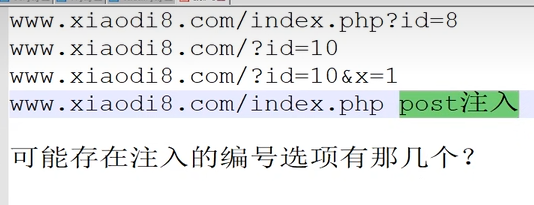 www.xiaodi8.com/index.php?id=8
www.xiaodi8.com/?id=10
www.xiaodi8.com/?id=10&x=1
www.xiaodi8.com/index.php post注入
可能存在注入的编号选项有那几个？